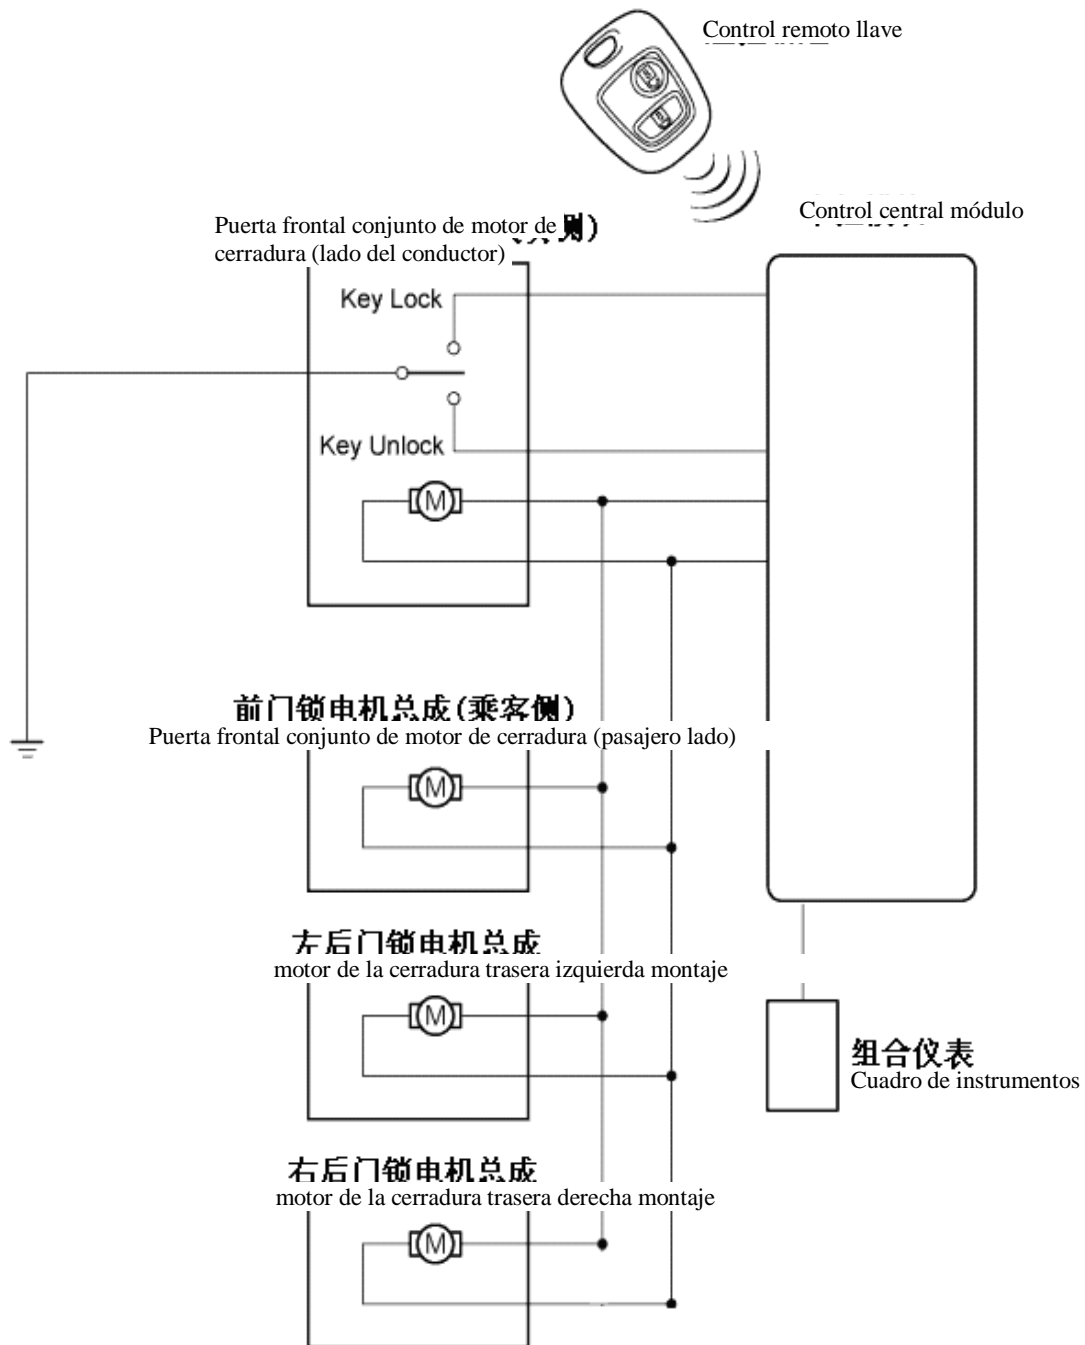 Control remoto llave
Control central módulo
Puerta frontal conjunto de motor de
侧)
cerradura (lado del conductor)
Key Lock
Key Unlock
M
前门锁电机总成(乘客侧)
Puerta frontal conjunto de motor de cerradura (pasajero lado)
M
左后门锁电机总成
motor de la cerradura trasera izquierda montaje
M
组合仪表
Cuadro de instrumentos
右后门锁电机总成
motor de la cerradura trasera derecha montaje
M